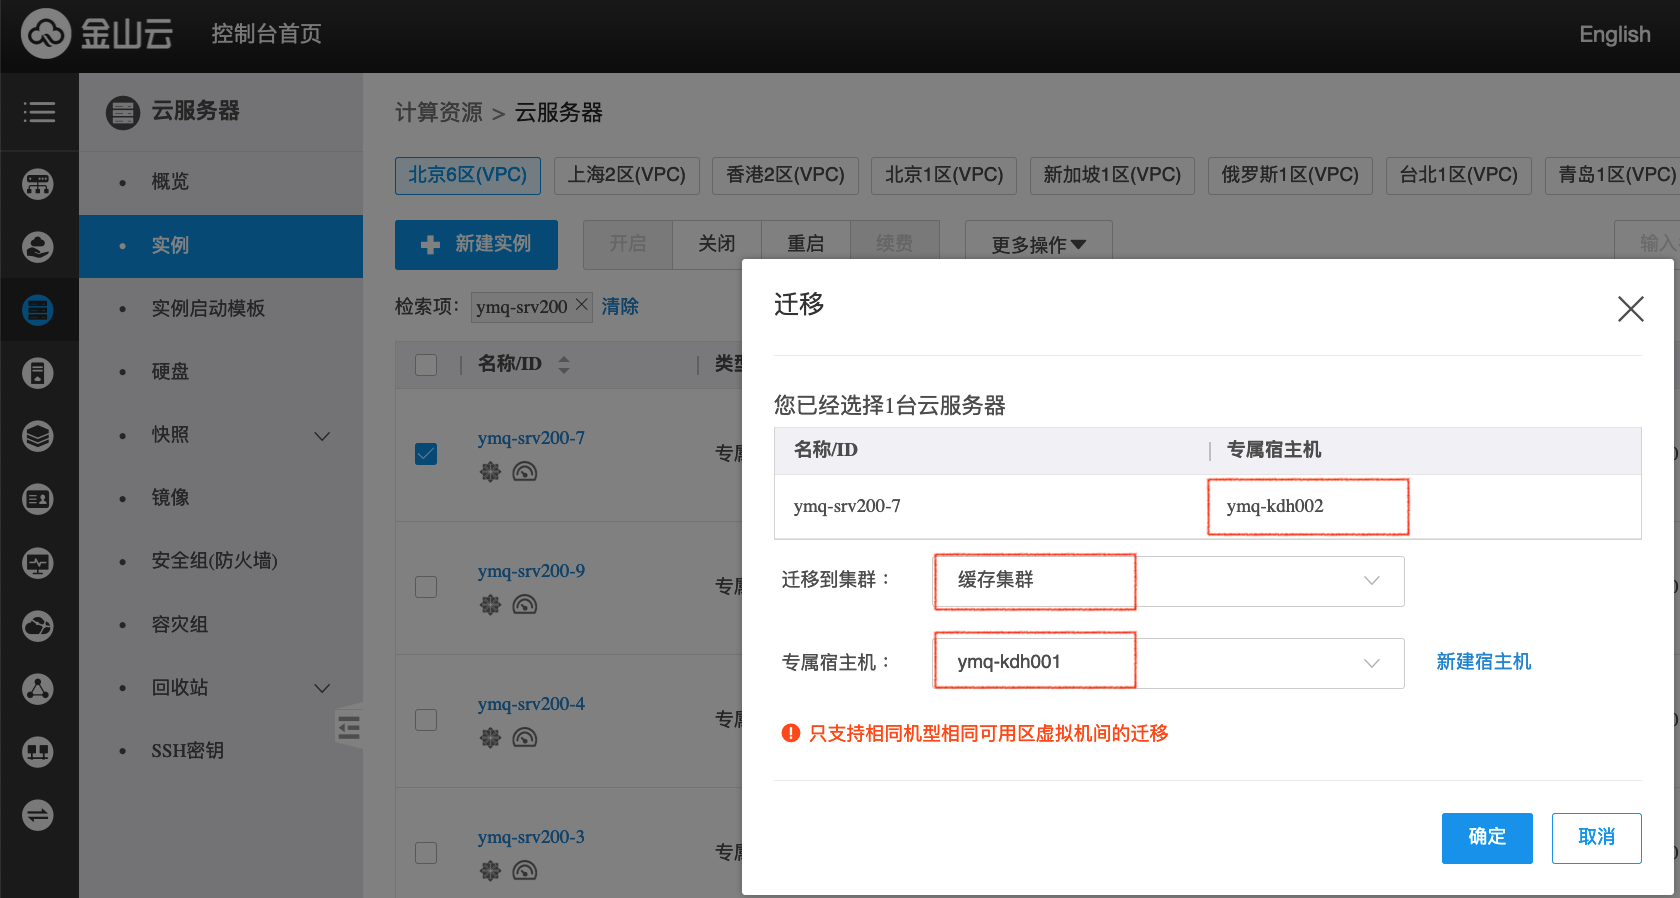 金山云 控制台首页 English
云服务器
概览
实例
实例启动模板
硬盘
快照
镜像
安全组(防火墙)
容灾组
回收站
SSH密钥
计算资源 > 云服务器
北京6区(VPC) 上海2区(VPC) 香港2区(VPC) 北京1区(VPC) 新加坡1区(VPC) 俄罗斯1区(VPC) 台北1区(VPC) 青岛1区(VPC)
新建实例 开启 关闭 重启 续费 更多操作 输入
检索项: ymq-srv200 清除
名称/ID 类型
ymq-srv200-7
专属
ymq-srv200-9
专属
ymq-srv200-4
专属
ymq-srv200-3
专属
迁移
您已经选择1台云服务器
名称/ID 专属宿主机
ymq-srv200-7 ymq-kdh002
迁移到集群： 缓存集群
专属宿主机： ymq-kdh001 新建宿主机
只支持相同机型相同可用区虚拟机间的迁移
确定 取消